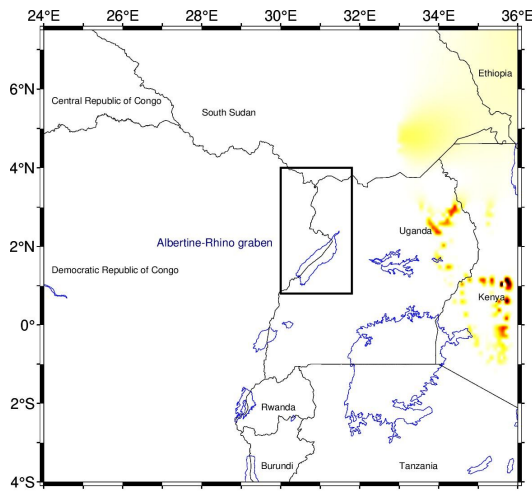 24°E 26°E 28°E 30°E 32°E 34°E 36°E
Ethiopia
6°N
Central Republic of Congo
South Sudan
4°N
Uganda
Albertine-Rhino graben
2°N
Democratic Republic of Congo
Kenya
0°
Rwanda
2°S
Burundi
Tanzania
4°S